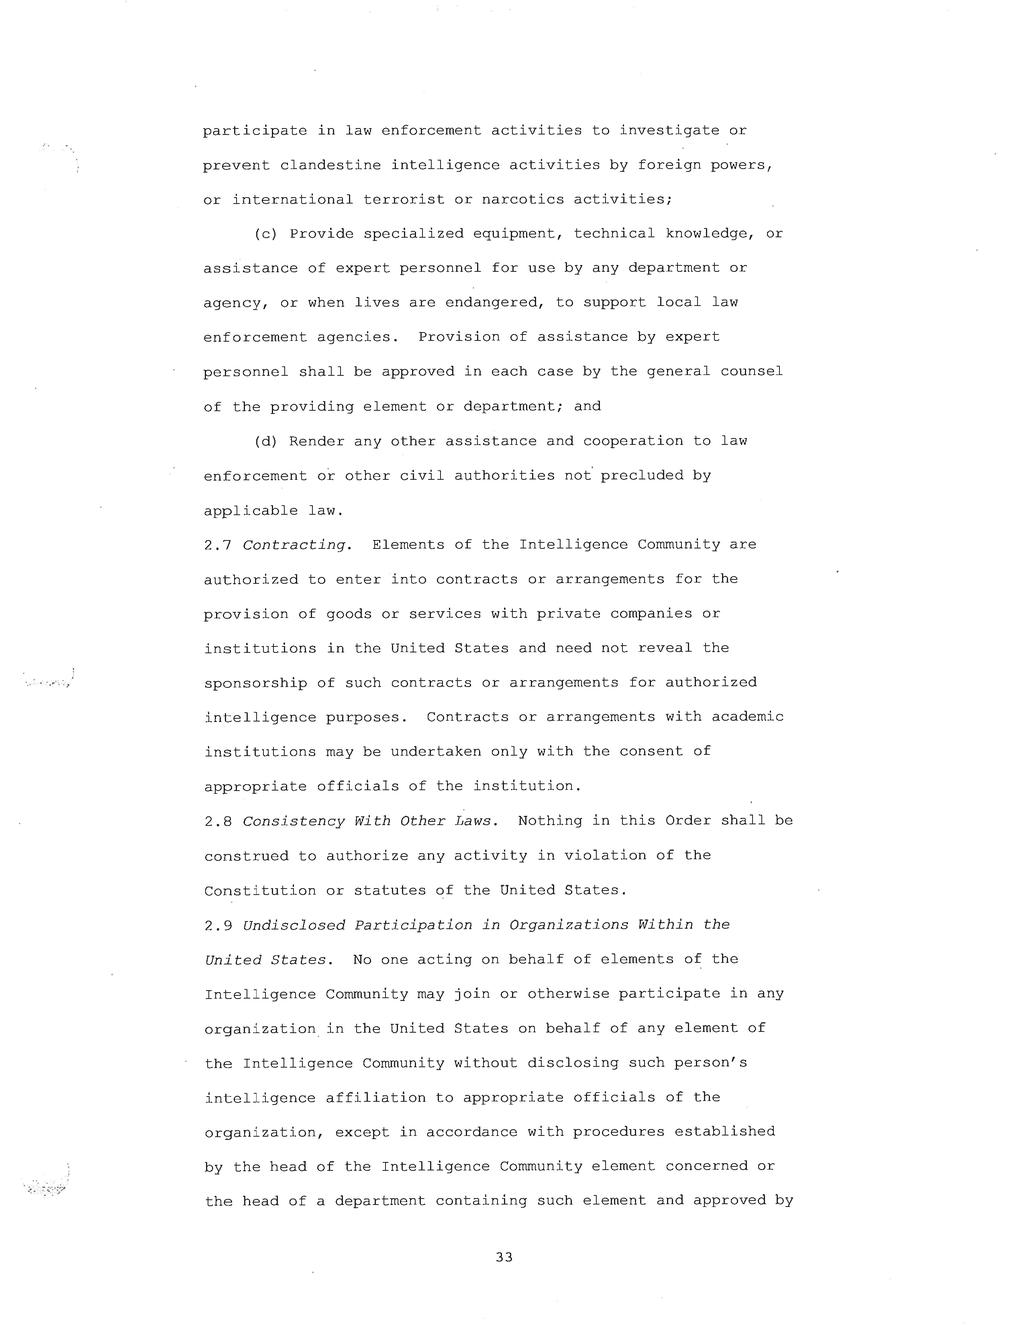 participate in law enforcement activities to investigate or
prevent clandestine intelligence activities by foreign powers,
or international terrorist or narcotics activities;
(c) Provide specialized equipment, technical knowledge, or
assistance of expert personnel for use by any department or
agency, or when lives are endangered, to support local law
enforcement agencies. Provision of assistance by expert
personnel shall be approved in each case by the general counsel
of the providing element or department; and
(d) Render any other assistance and cooperation to law
enforcement or other civil authorities not precluded by
applicable law.
2.7 Contracting. Elements of the Intelligence Community are
authorized to enter into contracts or arrangements for the
provision of goods or services with private companies or
institutions in the United States and need not reveal the
sponsorship of such contracts or arrangements for authorized
intelligence purposes. Contracts or arrangements with academic
institutions may be undertaken only with the consent of
appropriate officials of the institution.
2.8 Consistency With Other Laws. Nothing in this Order shall be
construed to authorize any activity in violation of the
Constitution or statutes of the United States.
2.9 Undisclosed Participation in Organizations Within the
United States. No one acting on behalf of elements of the
Intelligence Community may join or otherwise participate in any
organization in the United States on behalf of any element of
the Intelligence Community without disclosing such person's
intelligence affiliation to appropriate officials of the
organization, except in accordance with procedures established
by the head of the Intelligence Community element concerned or
the head of a department containing such element and approved by
33